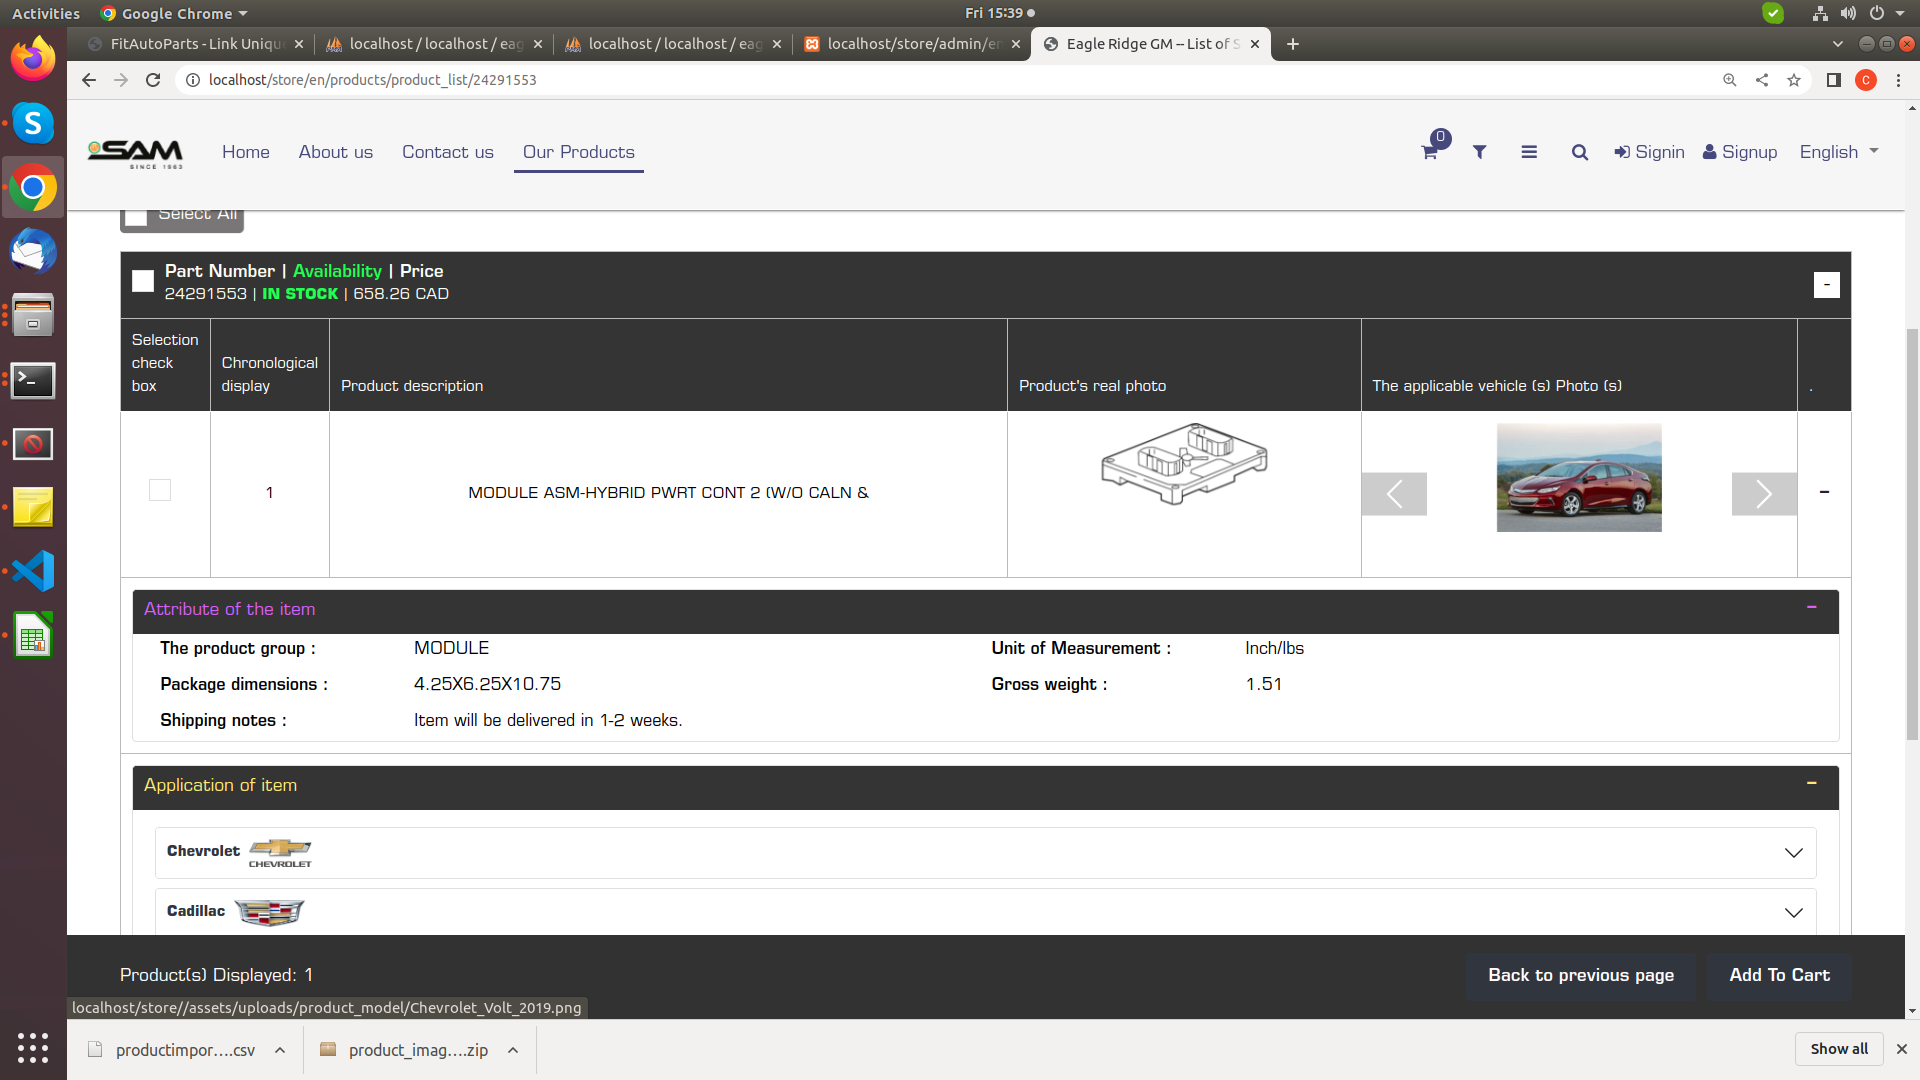 Activities
Google Chrome
Fri 15:39
FitAutoParts - Link Unique
localhost / localhost / eag
localhost / localhost / eag
localhost/store/admin/en
Eagle Ridge GM – List of S
localhost/store/en/products/product_list/24291553
C
SAM
SINCE 1963
Home
About us
Contact us
Our Products
0
Signin
Signup
English
Select All
Part Number | Availability | Price
24291553 | IN STOCK | 658.26 CAD
-
Selection check box
Chronological display
Product description
Product's real photo
The applicable vehicle (s) Photo (s)
.
1
MODULE ASM-HYBRID PWRT CONT 2 (W/O CALN &
-
Attribute of the item
-
The product group :
MODULE
Unit of Measurement :
Inch/lbs
Package dimensions :
4.25X6.25X10.75
Gross weight :
1.51
Shipping notes :
Item will be delivered in 1-2 weeks.
Application of item
-
Chevrolet
CHEVROLET
Cadillac
Product(s) Displayed: 1
Back to previous page
Add To Cart
localhost/store//assets/uploads/product_model/Chevrolet_Volt_2019.png
productimpor....csv
product_imag....zip
Show all